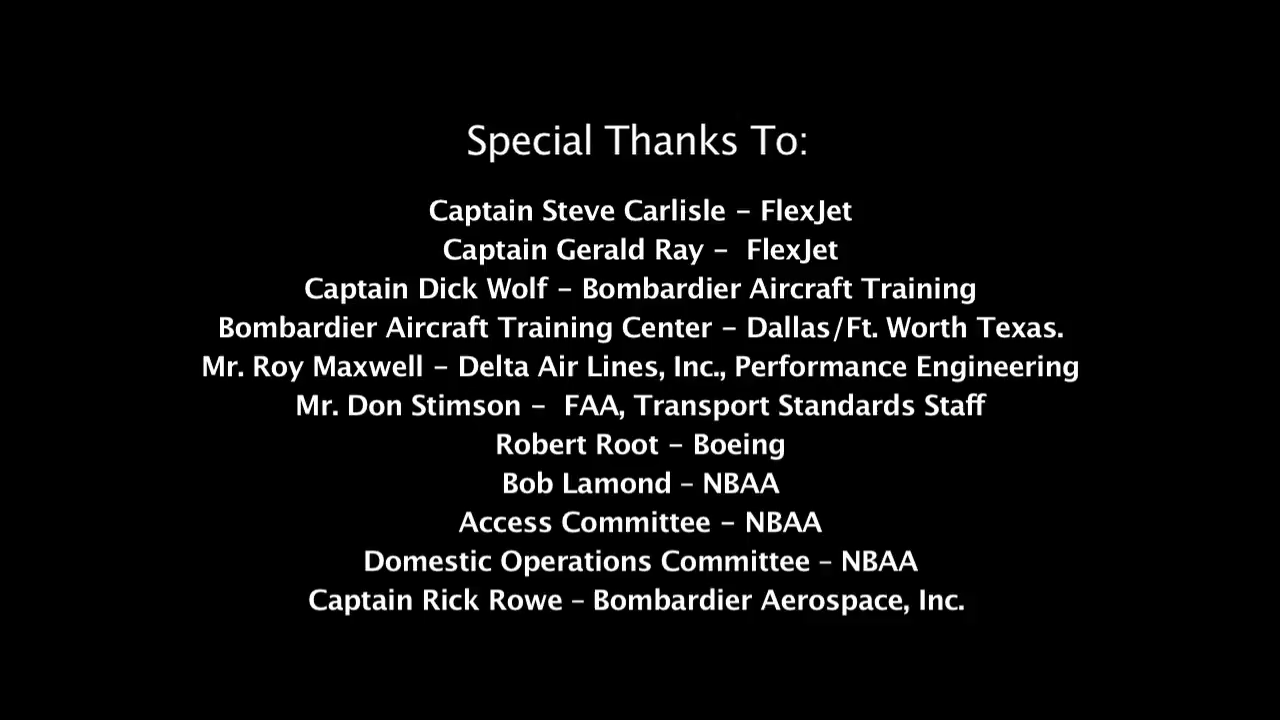 Special Thanks To:
Captain Steve Carlisle – FlexJet
Captain Gerald Ray –  FlexJet
Captain Dick Wolf – Bombardier Aircraft Training
Bombardier Aircraft Training Center – Dallas/Ft. Worth Texas.
Mr. Roy Maxwell – Delta Air Lines, Inc., Performance Engineering
Mr. Don Stimson –  FAA, Transport Standards Staff
Robert Root – Boeing
Bob Lamond – NBAA
Access Committee – NBAA
Domestic Operations Committee – NBAA
Captain Rick Rowe – Bombardier Aerospace, Inc.